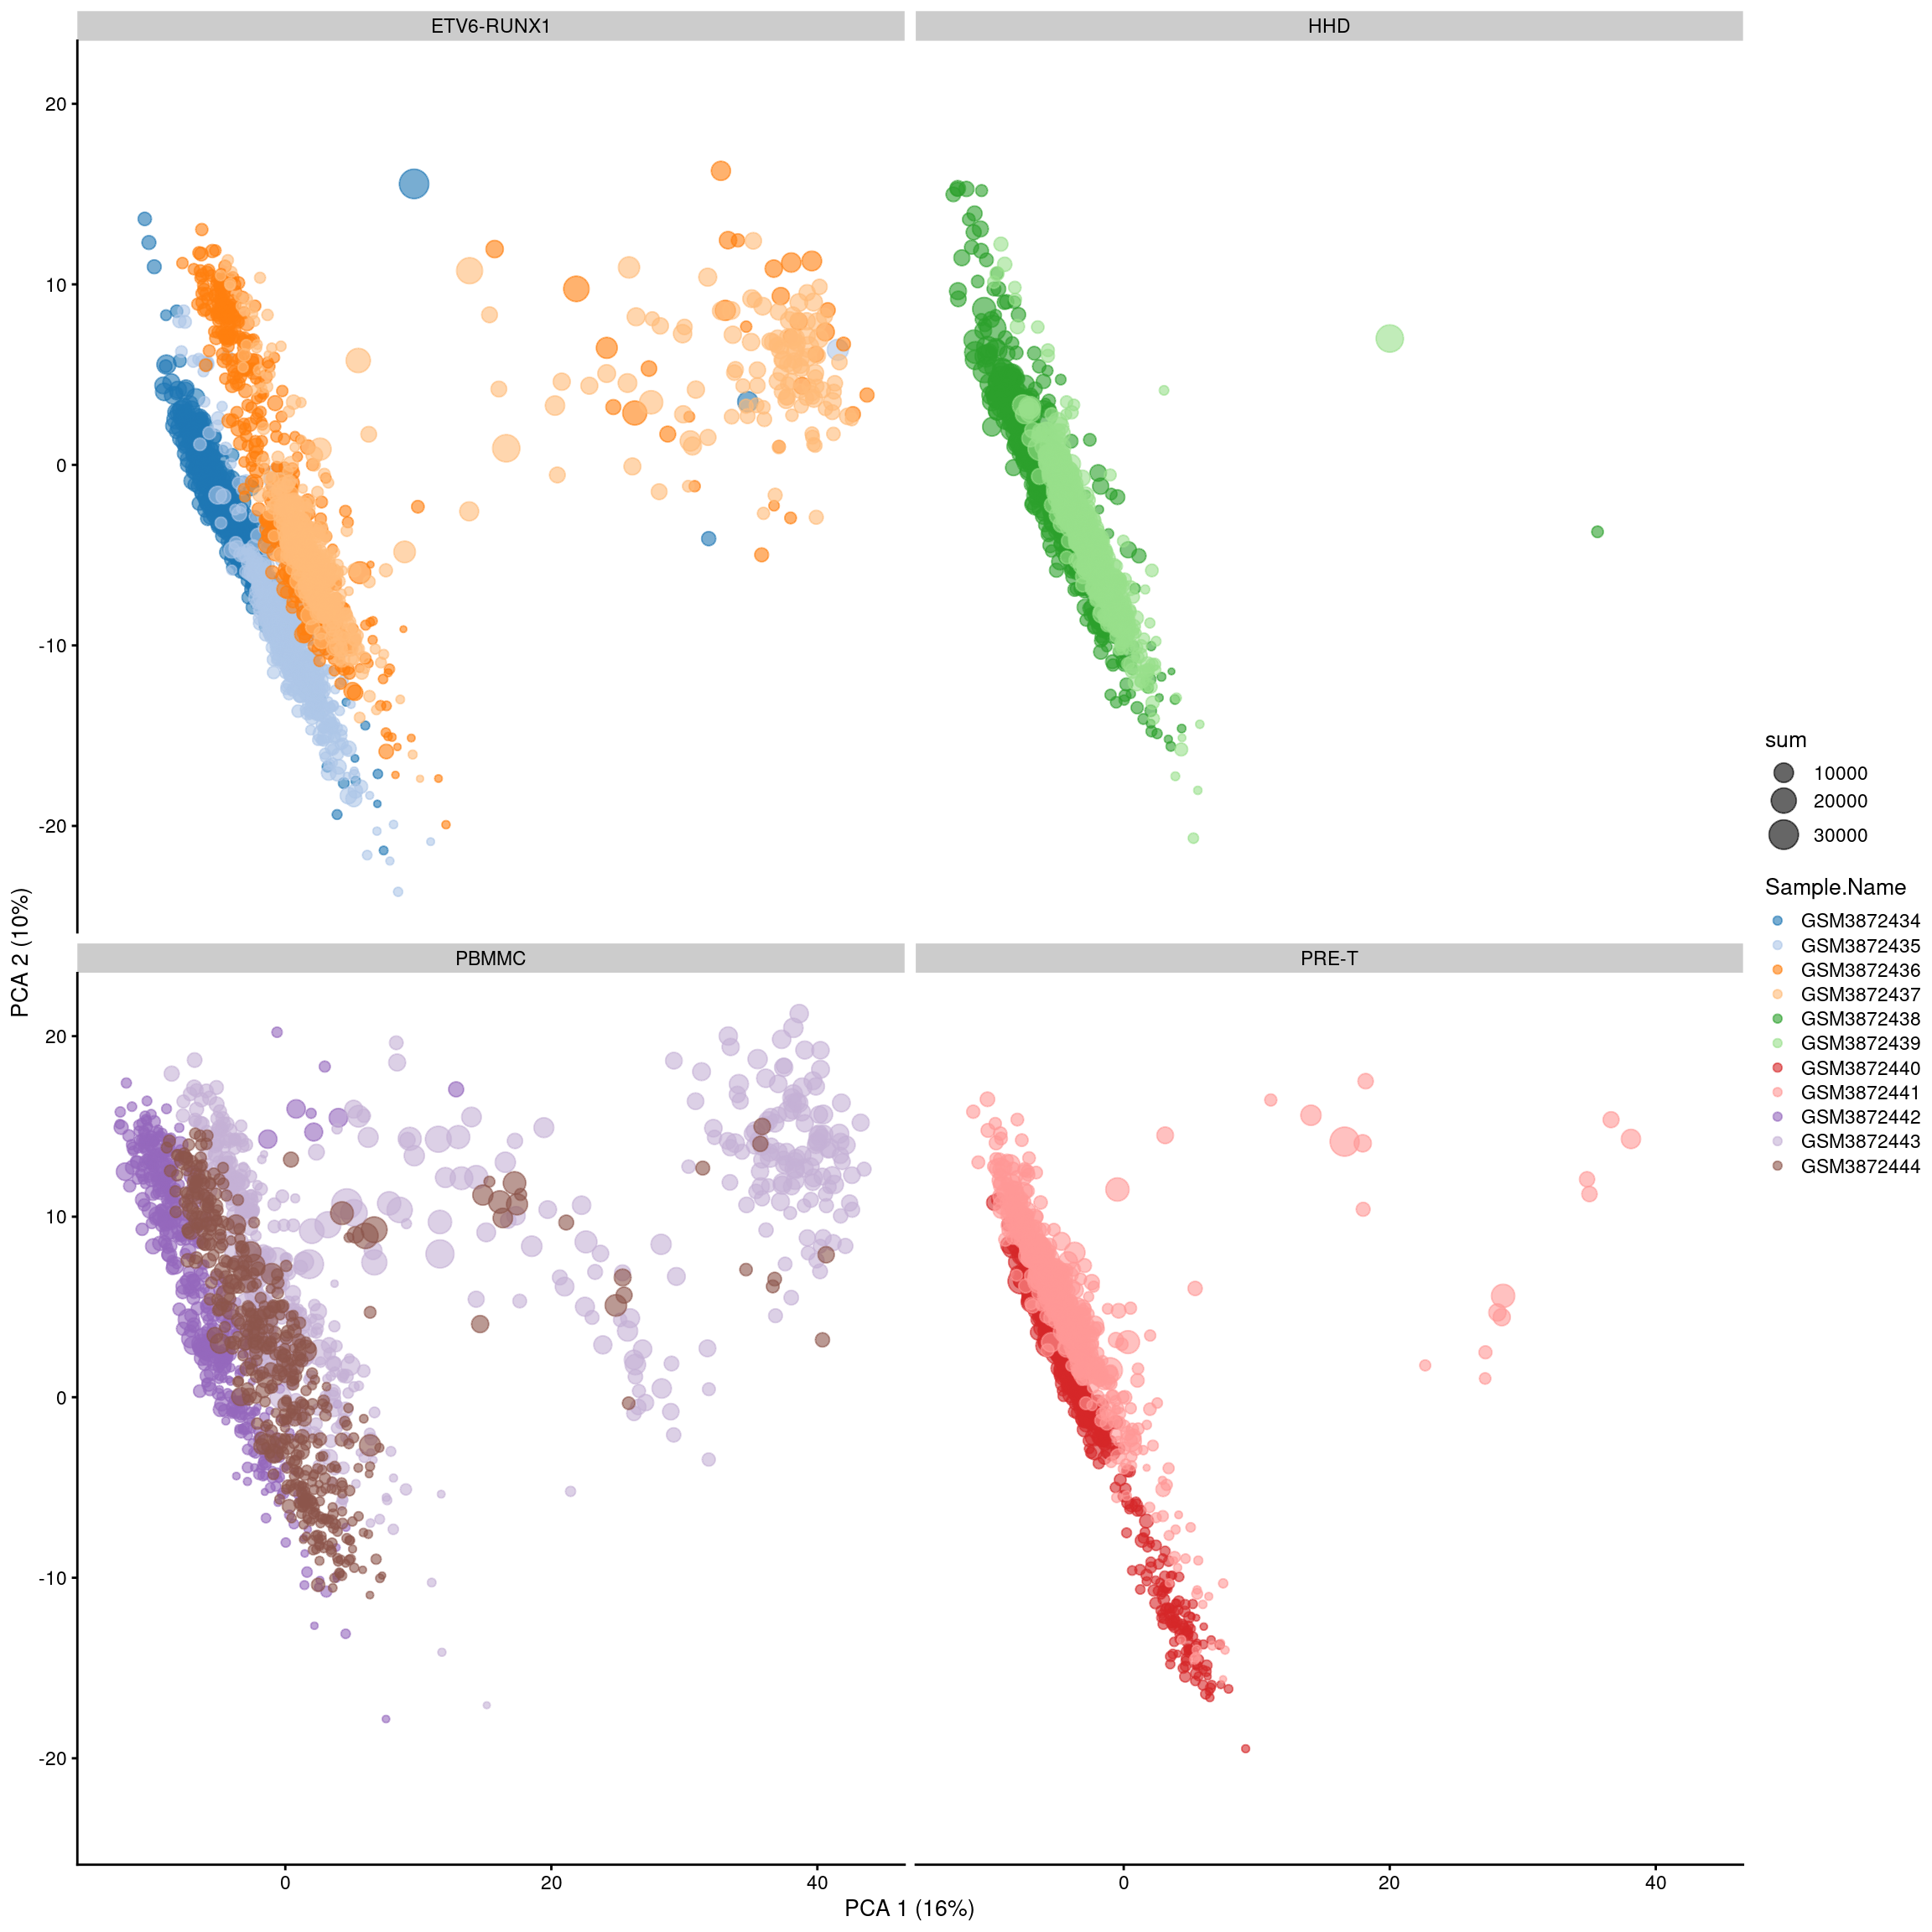 ETV6-RUNX1
HHD
20
10
0
-10
-20
PBMMC
PRE-T
20
10
0
-10
-20
0
20
40
0
20
40
PCA 1 (16%)
PCA 2 (10%)
sum
10000
20000
30000
Sample.Name
GSM3872434
GSM3872435
GSM3872436
GSM3872437
GSM3872438
GSM3872439
GSM3872440
GSM3872441
GSM3872442
GSM3872443
GSM3872444